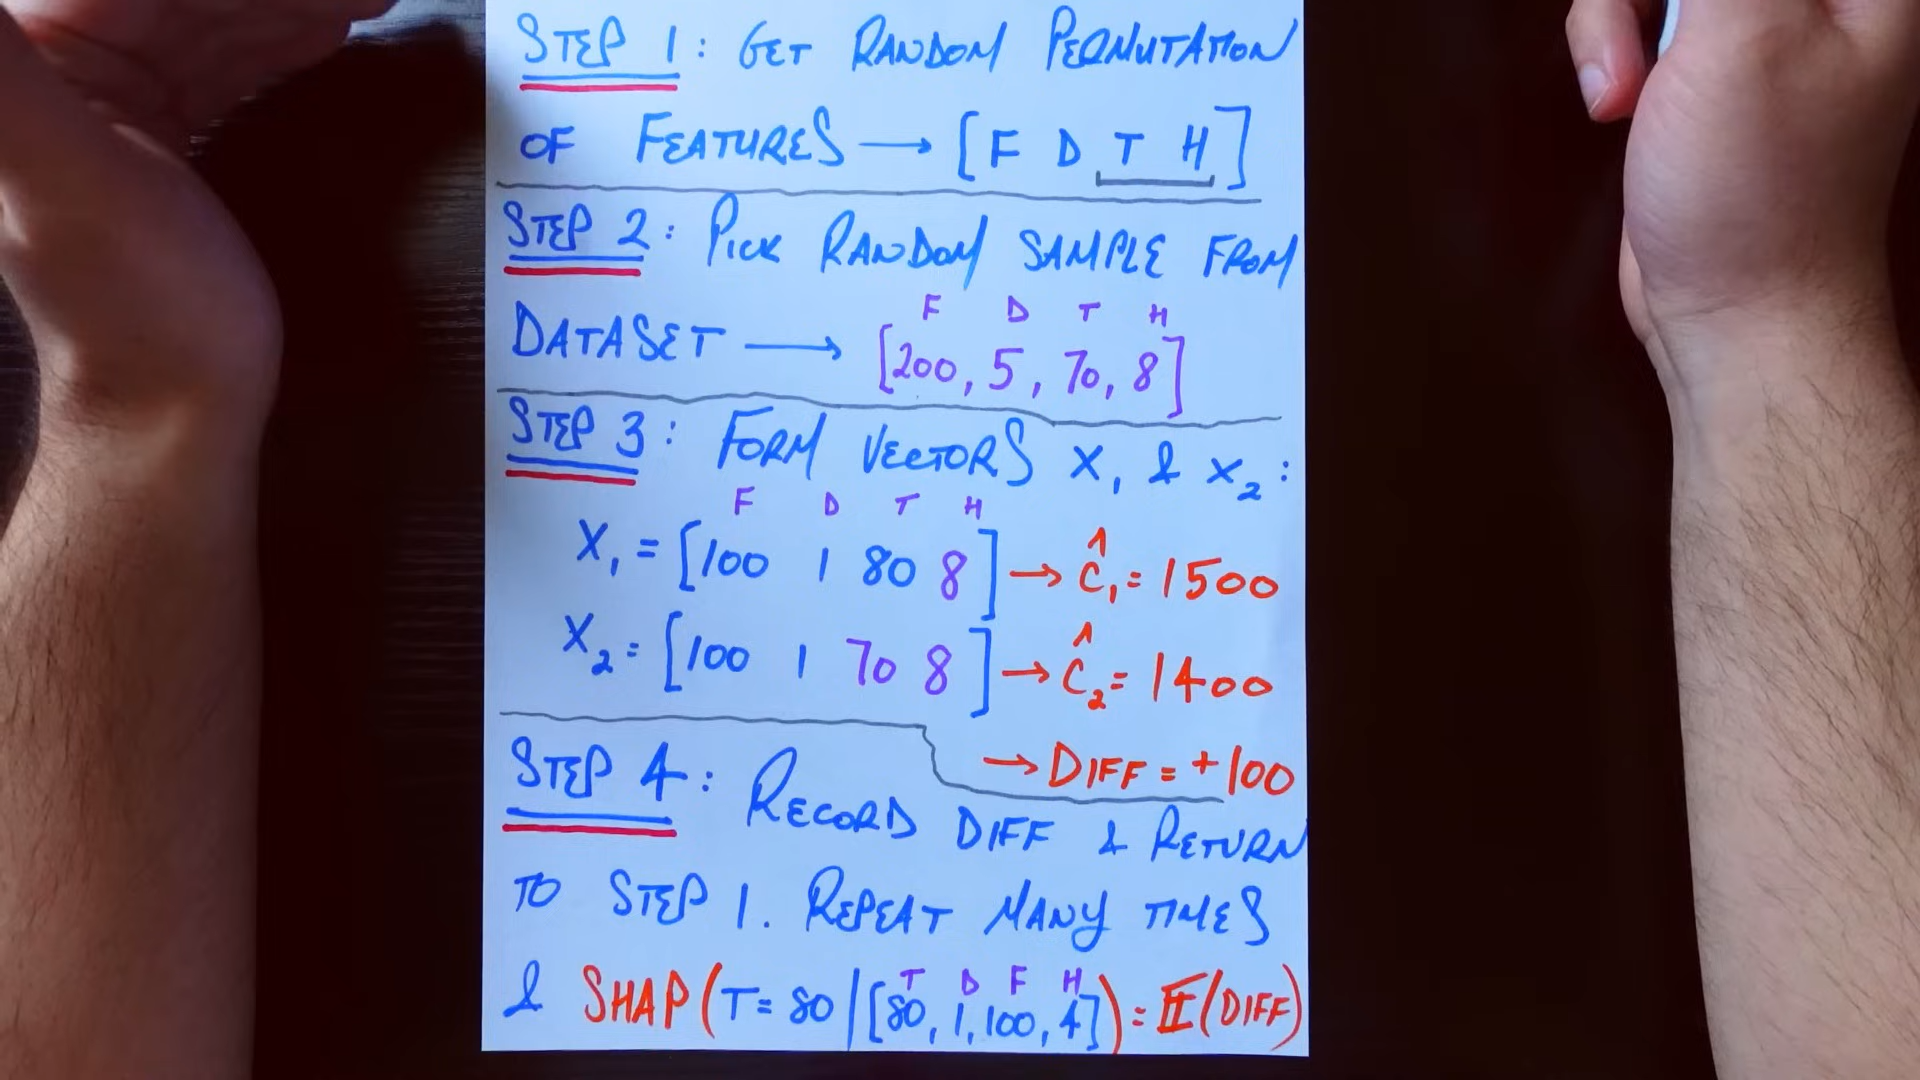 STEP 1: GET RANDOM PERMUTATION
OF FEATURES → [F D T H]
STEP 2: PICK RANDOM SAMPLE FROM
F D T H
DATASET → [200, 5, 70, 8]
STEP 3: FORM VECTORS X₁ & X₂:
F D T H
X₁ = [100 1 80 8] → Ĉ₁ = 1500
X₂ = [100 1 70 8] → Ĉ₂ = 1400
→ DIFF = +100
STEP 4: RECORD DIFF & RETURN
TO STEP 1. REPEAT MANY TIMES
T D F H
& SHAP(T = 80 | [80, 1, 100, 4]) = 𝔼(DIFF)